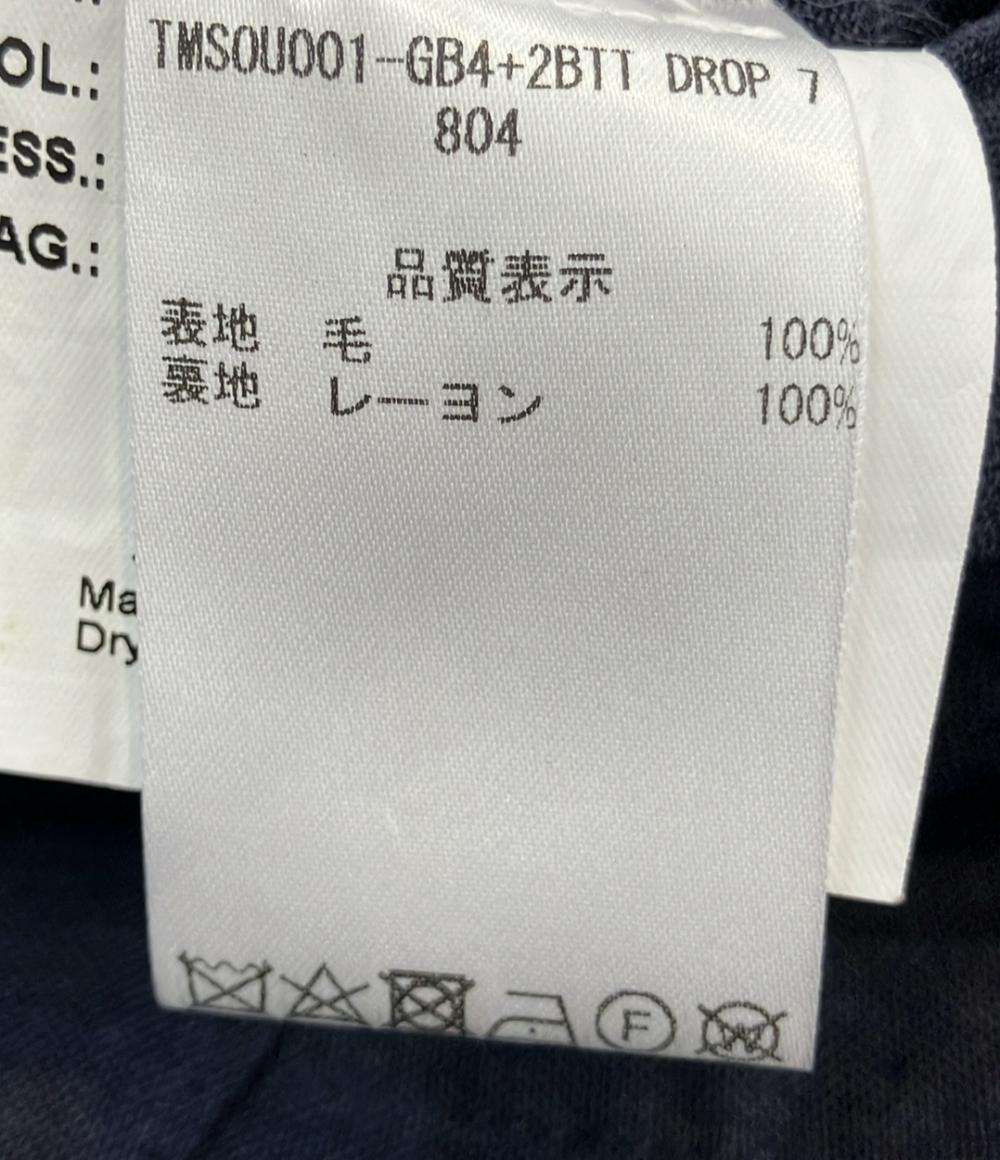 TMSOU001-GB4+2BTT DROP 7
804
品質表示
表地 毛 100%
裏地 レーヨン 100%
OL.:
ESS.:
AG.:
Ma
Dry
F
W